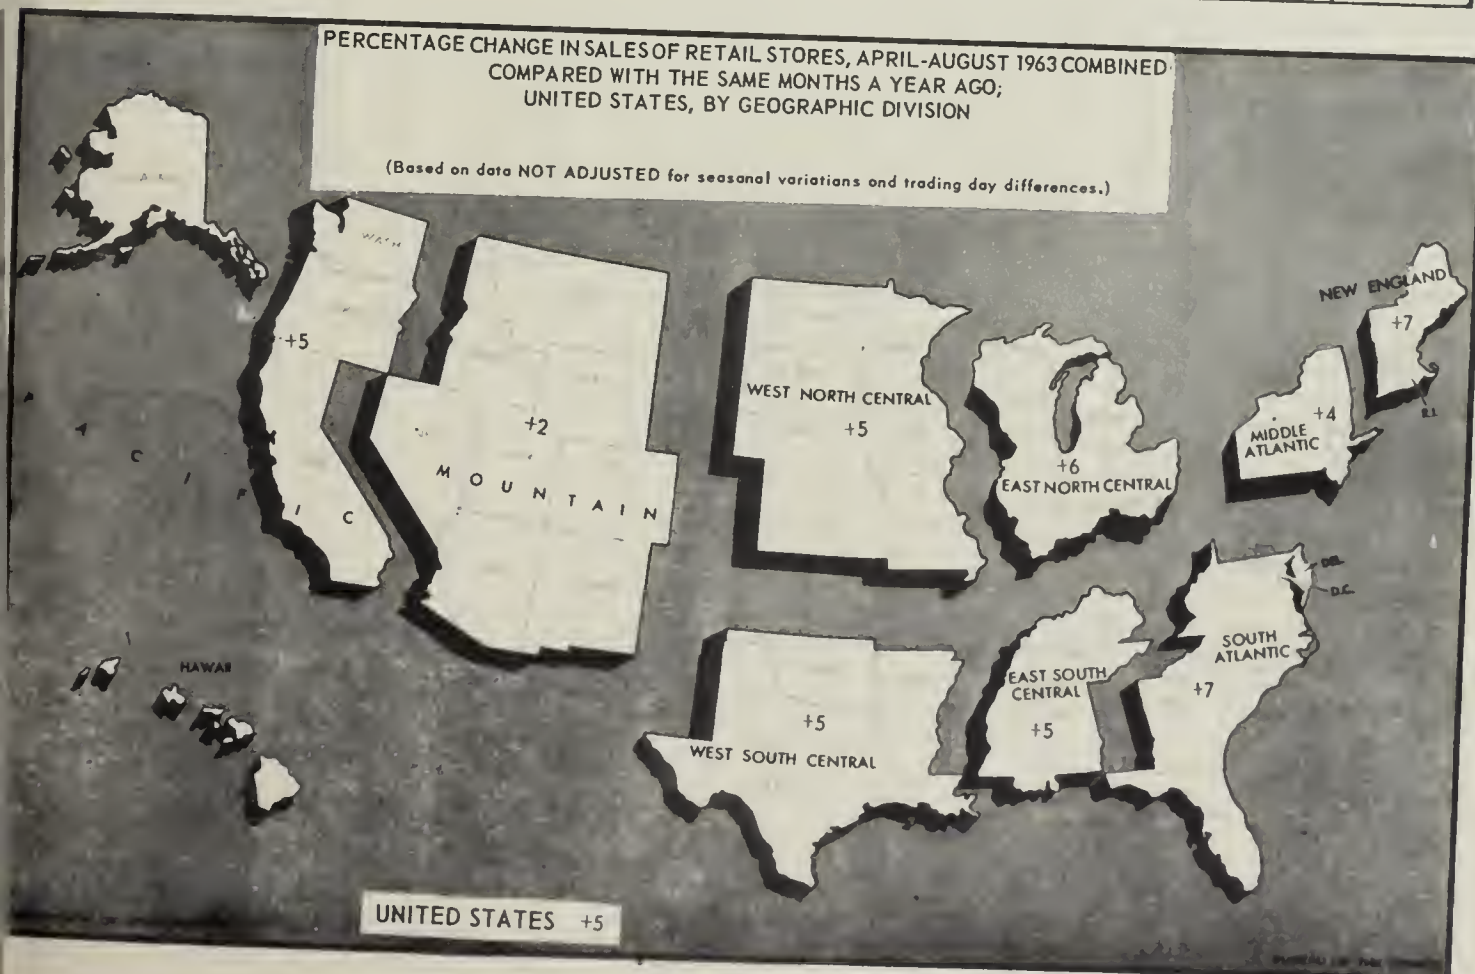 PERCENTAGE CHANGE IN SALES OF RETAIL STORES, APRIL-AUGUST 1963 COMBINED
COMPARED WITH THE SAME MONTHS A YEAR AGO;
UNITED STATES, BY GEOGRAPHIC DIVISION
(Based on data NOT ADJUSTED for seasonal variations and trading day differences.)
WASH
+5
P A C I F I C
HAWAII
+2
MOUNTAIN
WEST NORTH CENTRAL
+5
+6
EAST NORTH CENTRAL
NEW ENGLAND
+7
R.I.
+4
MIDDLE
ATLANTIC
DEL.
D.C.
SOUTH
ATLANTIC
+7
EAST SOUTH
CENTRAL
+5
+5
WEST SOUTH CENTRAL
UNITED STATES +5